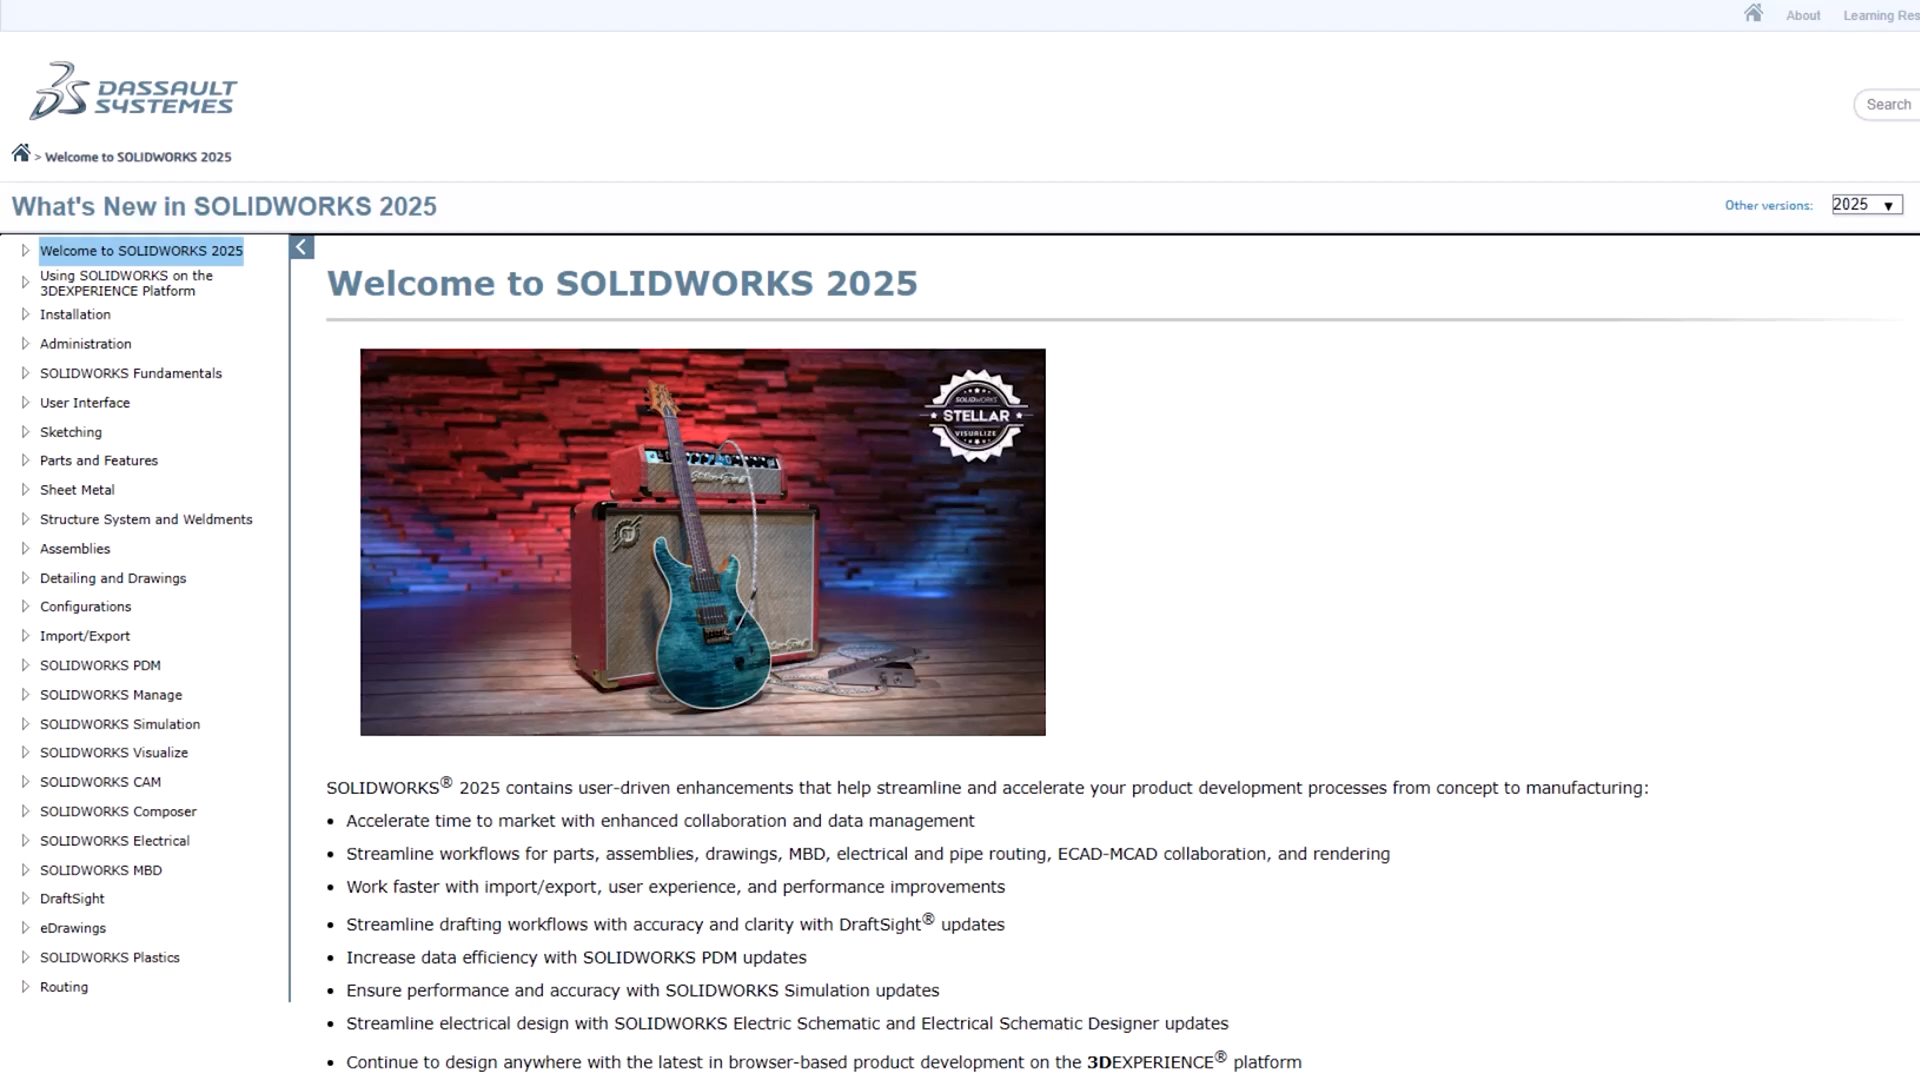 About
Learning Res
DASSAULT
SYSTEMES
Search
> Welcome to SOLIDWORKS 2025
What's New in SOLIDWORKS 2025
Other versions:
2025 ▼
Welcome to SOLIDWORKS 2025
Using SOLIDWORKS on the
3DEXPERIENCE Platform
Installation
Administration
SOLIDWORKS Fundamentals
User Interface
Sketching
Parts and Features
Sheet Metal
Structure System and Weldments
Assemblies
Detailing and Drawings
Configurations
Import/Export
SOLIDWORKS PDM
SOLIDWORKS Manage
SOLIDWORKS Simulation
SOLIDWORKS Visualize
SOLIDWORKS CAM
SOLIDWORKS Composer
SOLIDWORKS Electrical
SOLIDWORKS MBD
DraftSight
eDrawings
SOLIDWORKS Plastics
Routing
Welcome to SOLIDWORKS 2025
SOLIDWORKS
STELLAR
VISUALIZE
SOLIDWORKS® 2025 contains user-driven enhancements that help streamline and accelerate your product development processes from concept to manufacturing:
• Accelerate time to market with enhanced collaboration and data management
• Streamline workflows for parts, assemblies, drawings, MBD, electrical and pipe routing, ECAD-MCAD collaboration, and rendering
• Work faster with import/export, user experience, and performance improvements
• Streamline drafting workflows with accuracy and clarity with DraftSight® updates
• Increase data efficiency with SOLIDWORKS PDM updates
• Ensure performance and accuracy with SOLIDWORKS Simulation updates
• Streamline electrical design with SOLIDWORKS Electric Schematic and Electrical Schematic Designer updates
• Continue to design anywhere with the latest in browser-based product development on the 3DEXPERIENCE® platform